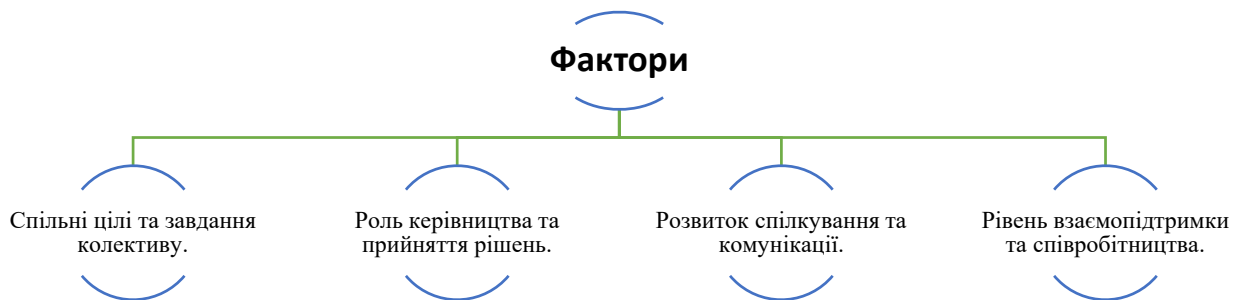 Фактори
Спільні цілі та завдання
колективу.
Роль керівництва та
прийняття рішень.
Розвиток спілкування та
комунікації.
Рівень взаємопідтримки
та співробітництва.